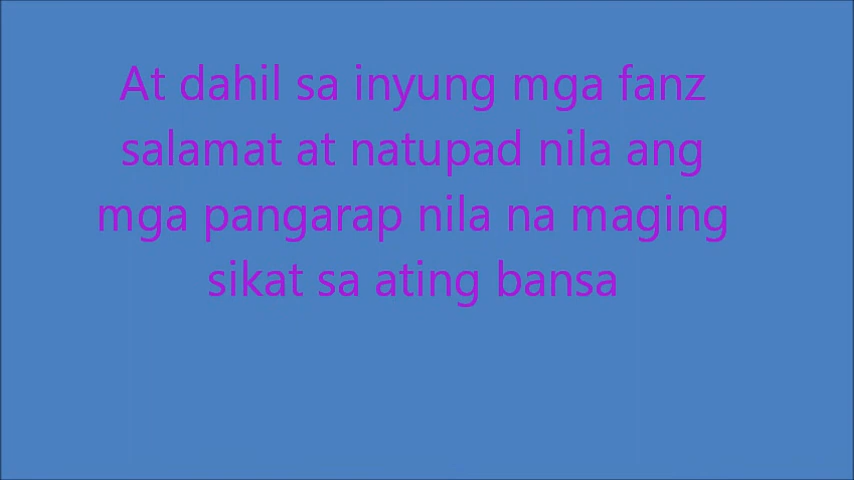 At dahil sa inyung mga fanz
salamat at natupad nila ang
mga pangarap nila na maging
sikat sa ating bansa